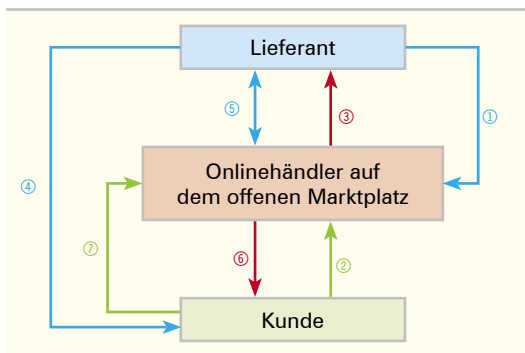 Lieferant
⑤
③
①
④
Onlinehändler auf
dem offenen Marktplatz
⑦
⑥
②
Kunde